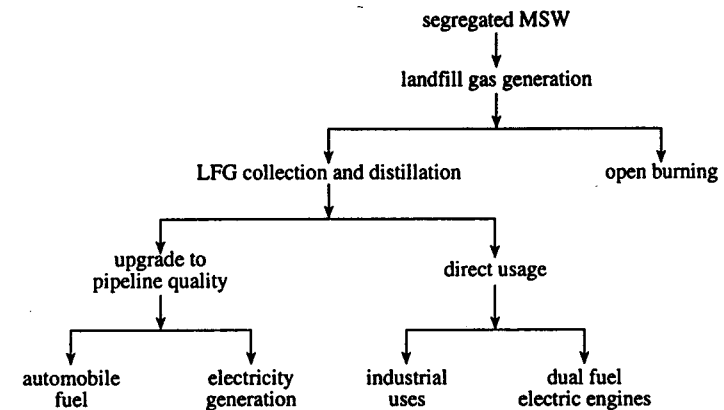 segregated MSW
landfill gas generation
LFG collection and distillation
open burning
upgrade to
pipeline quality
direct usage
automobile
fuel
electricity
generation
industrial
uses
dual fuel
electric engines